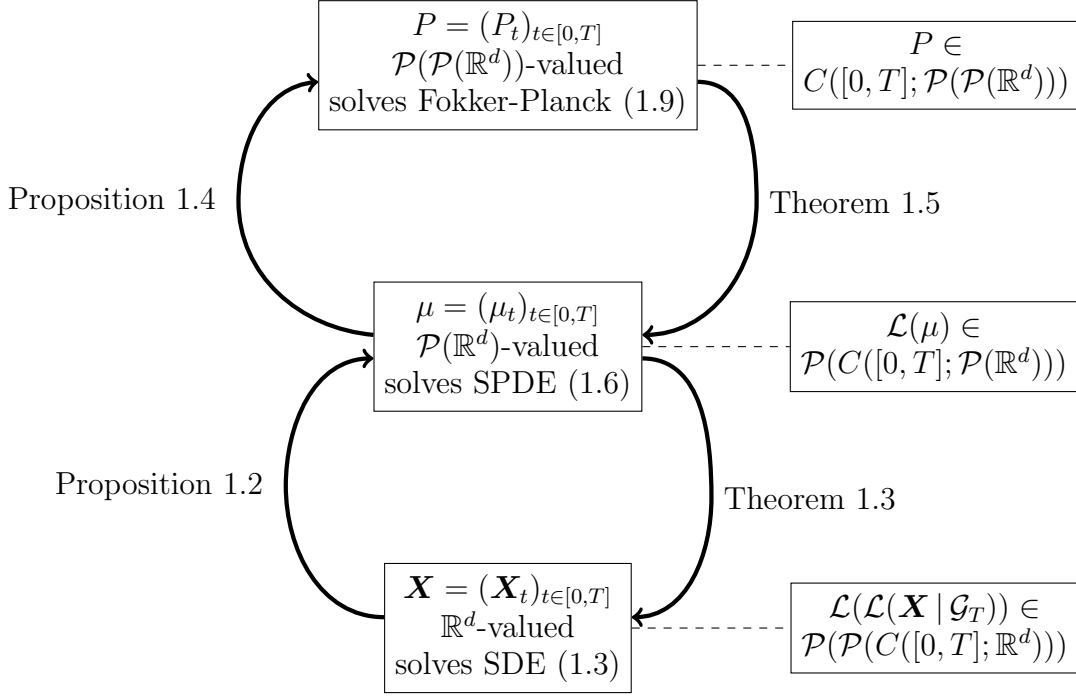 P = (P_t)_{t∈[0,T]}
𝒫(𝒫(ℝ^d))-valued
solves Fokker-Planck (1.9)
P ∈
C([0, T]; 𝒫(𝒫(ℝ^d)))
Proposition 1.4
Theorem 1.5
μ = (μ_t)_{t∈[0,T]}
𝒫(ℝ^d)-valued
solves SPDE (1.6)
ℒ(μ) ∈
𝒫(C([0, T]; 𝒫(ℝ^d)))
Proposition 1.2
Theorem 1.3
𝑿 = (𝑿_t)_{t∈[0,T]}
ℝ^d-valued
solves SDE (1.3)
ℒ(ℒ(𝑿 | 𝒢_T)) ∈
𝒫(𝒫(C([0, T]; ℝ^d)))